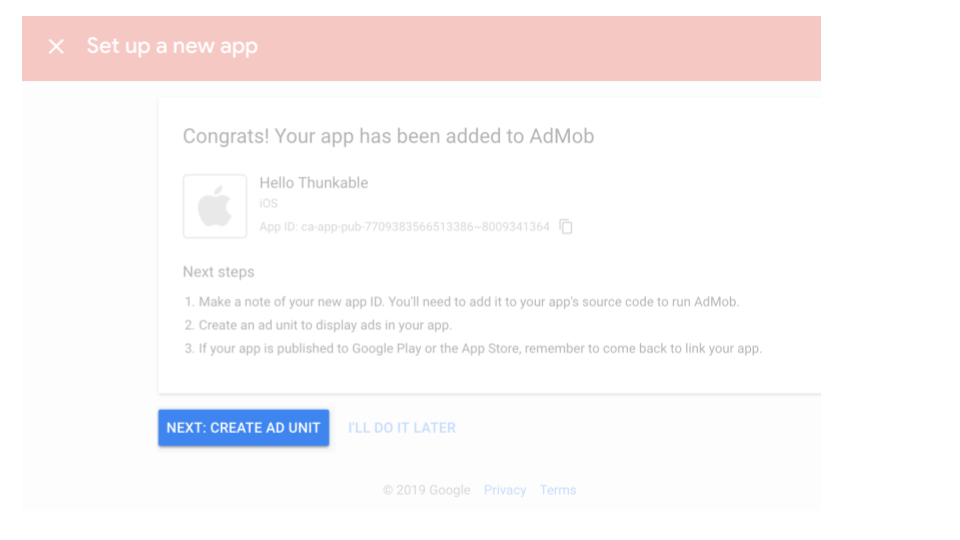 Set up a new app
Congrats! Your app has been added to AdMob
Hello Thunkable
iOS
App ID: ca-app-pub-7709383566513386~8009341364
Next steps
1. Make a note of your new app ID. You'll need to add it to your app's source code to run AdMob.
2. Create an ad unit to display ads in your app.
3. If your app is published to Google Play or the App Store, remember to come back to link your app.
NEXT: CREATE AD UNIT I'LL DO IT LATER
© 2019 Google Privacy Terms